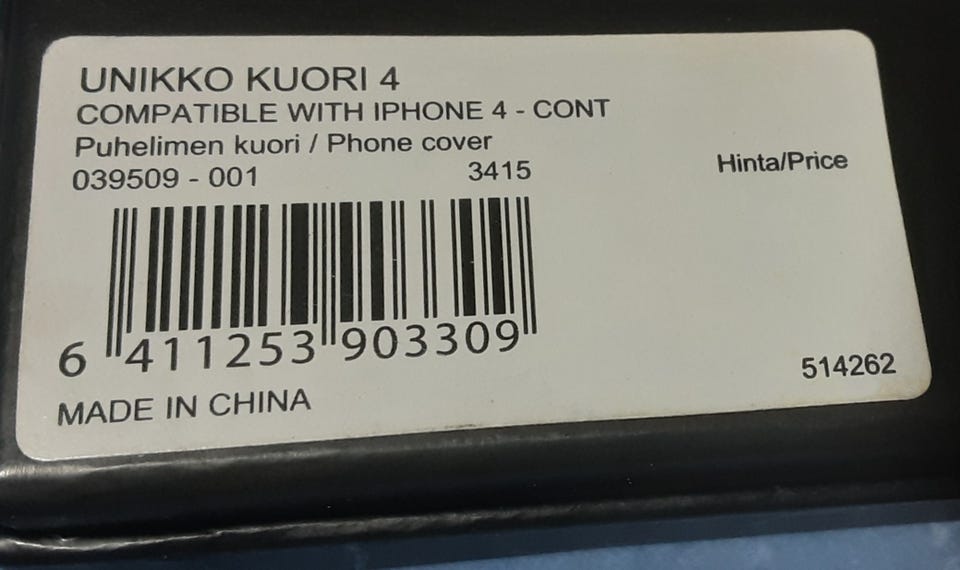 UNIKKO KUORI 4
COMPATIBLE WITH IPHONE 4 - CONT
Puhelimen kuori / Phone cover
039509 - 001 3415
Hinta/Price
6 411253 903309
514262
MADE IN CHINA